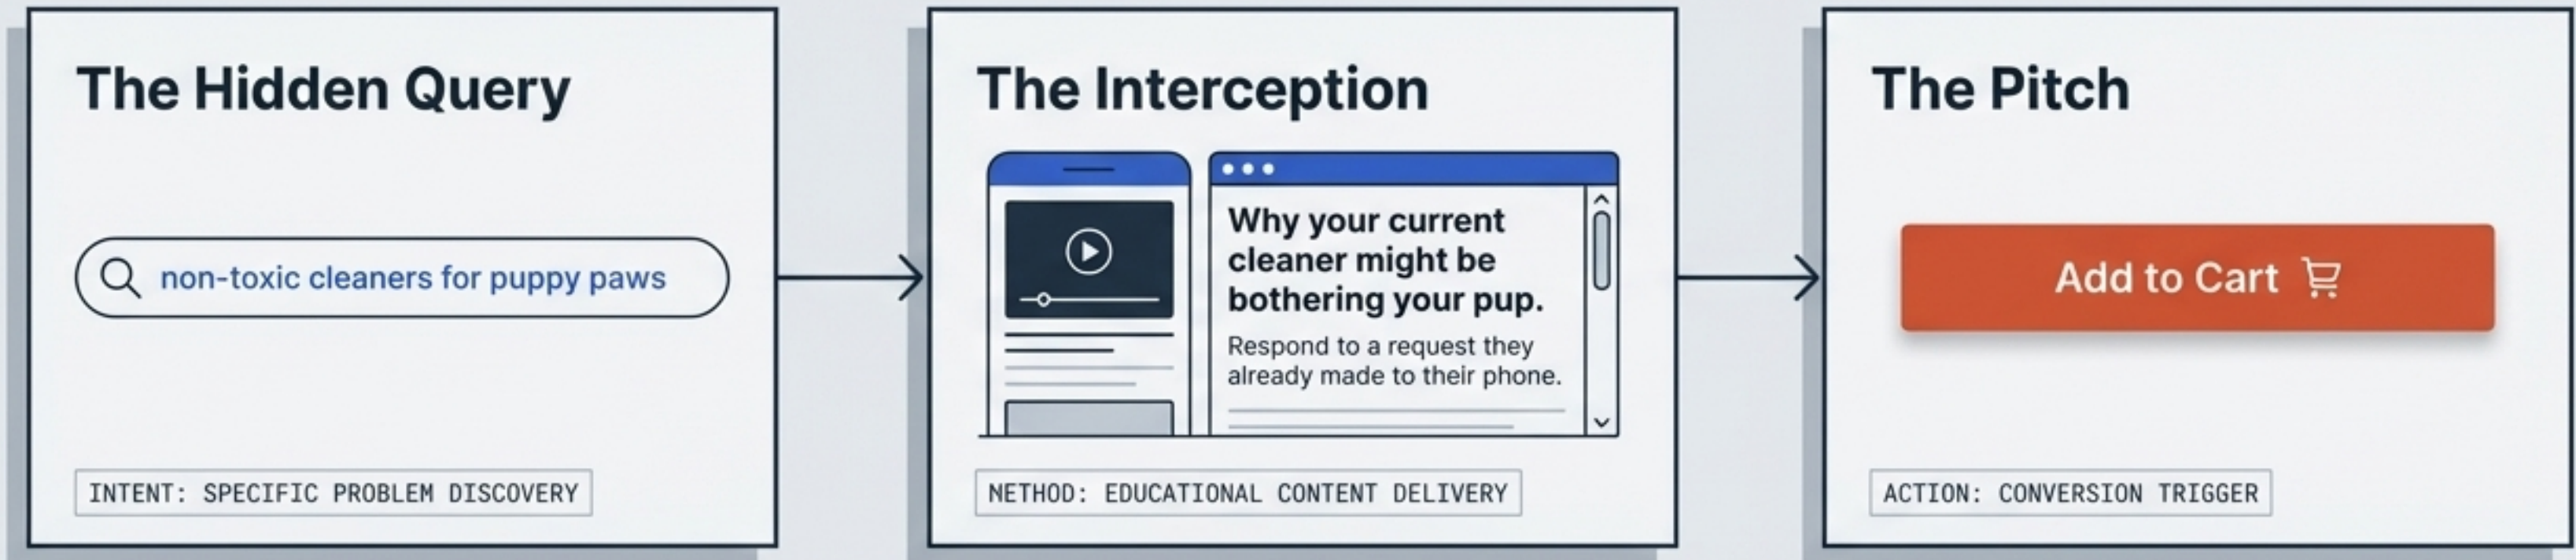 The Hidden Query
non-toxic cleaners for puppy paws
INTENT: SPECIFIC PROBLEM DISCOVERY
The Interception
Why your current
cleaner might be
bothering your pup.
Respond to a request they
already made to their phone.
NETHOD: EDUCATIONAL CONTENT DELIVERY
The Pitch
Add to Cart
ACTION: CONVERSION TRIGGER